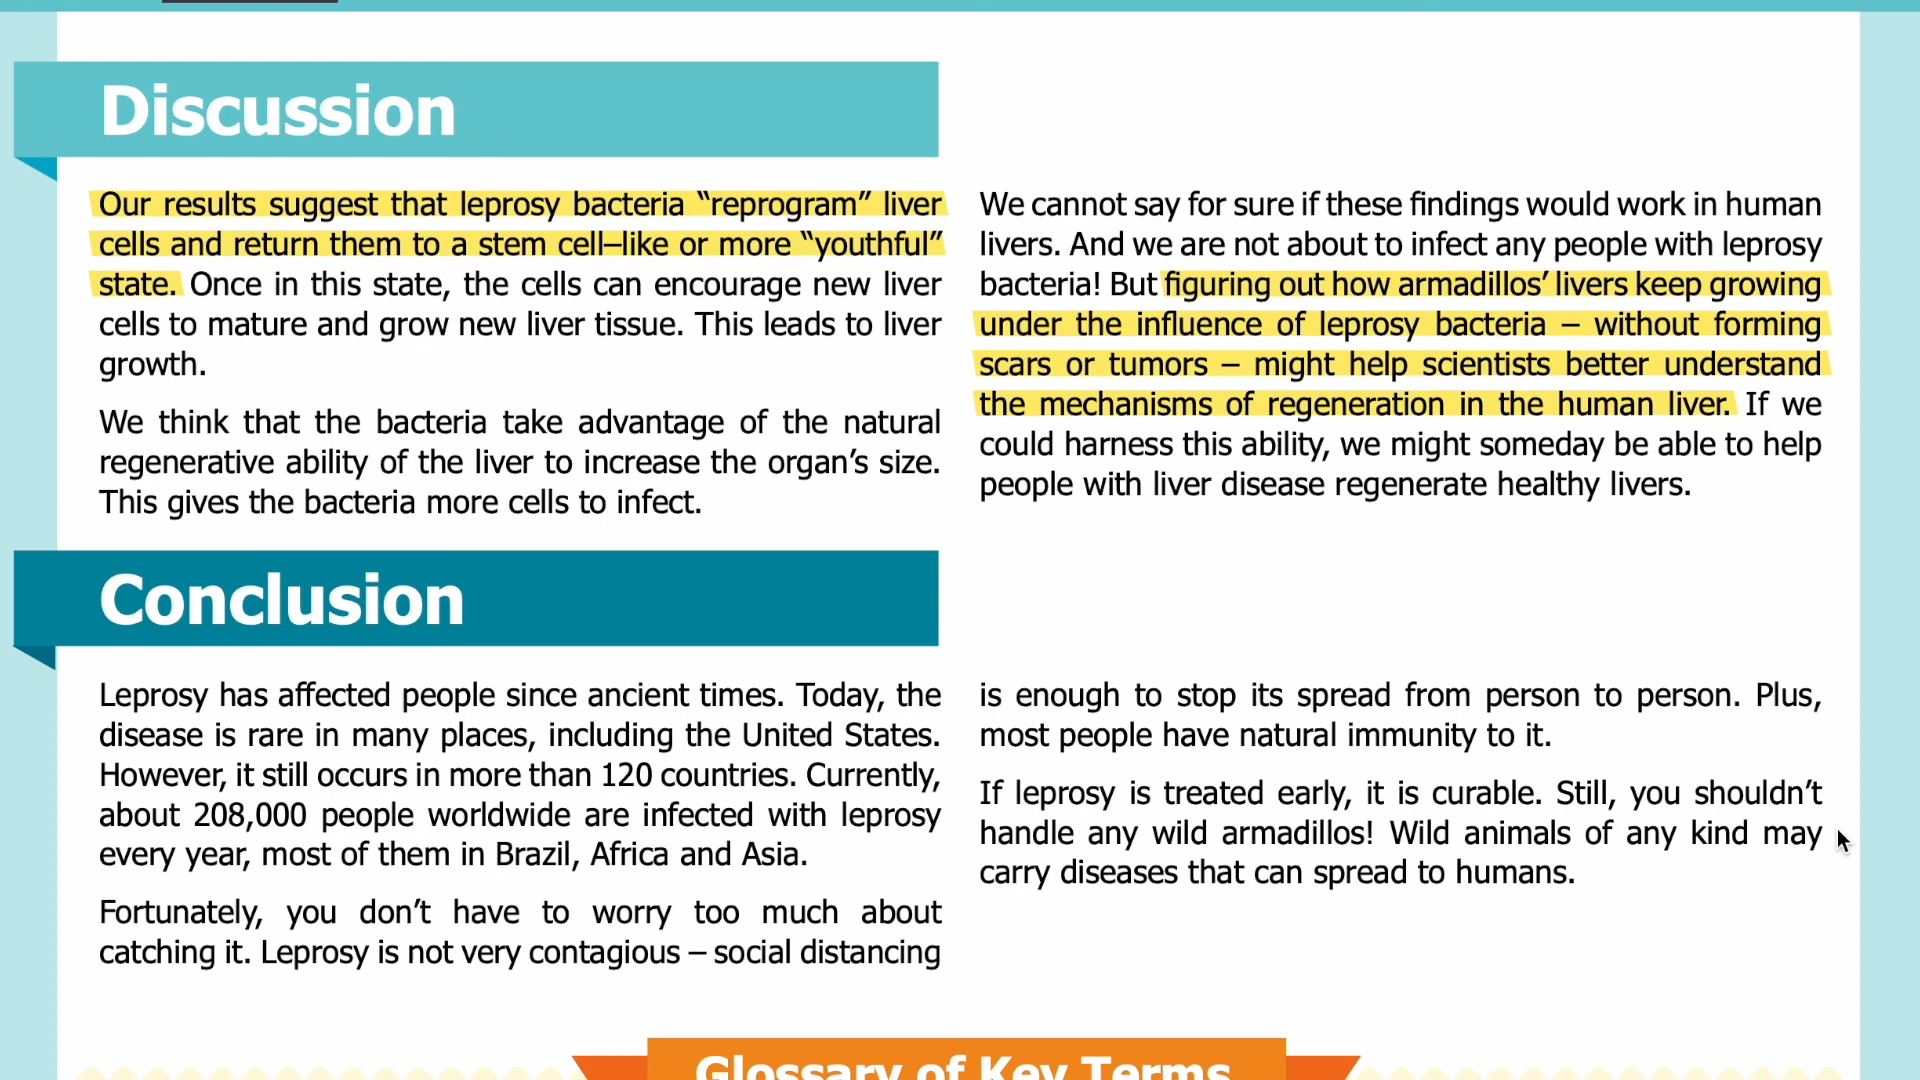 Discussion
Our results suggest that leprosy bacteria “reprogram” liver
cells and return them to a stem cell–like or more “youthful”
state. Once in this state, the cells can encourage new liver
cells to mature and grow new liver tissue. This leads to liver
growth.
We think that the bacteria take advantage of the natural
regenerative ability of the liver to increase the organ’s size.
This gives the bacteria more cells to infect.
We cannot say for sure if these findings would work in human
livers. And we are not about to infect any people with leprosy
bacteria! But figuring out how armadillos’ livers keep growing
under the influence of leprosy bacteria – without forming
scars or tumors – might help scientists better understand
the mechanisms of regeneration in the human liver. If we
could harness this ability, we might someday be able to help
people with liver disease regenerate healthy livers.
Conclusion
Leprosy has affected people since ancient times. Today, the
disease is rare in many places, including the United States.
However, it still occurs in more than 120 countries. Currently,
about 208,000 people worldwide are infected with leprosy
every year, most of them in Brazil, Africa and Asia.
Fortunately, you don’t have to worry too much about
catching it. Leprosy is not very contagious – social distancing
is enough to stop its spread from person to person. Plus,
most people have natural immunity to it.
If leprosy is treated early, it is curable. Still, you shouldn’t
handle any wild armadillos! Wild animals of any kind may
carry diseases that can spread to humans.
Glossary of Key Terms